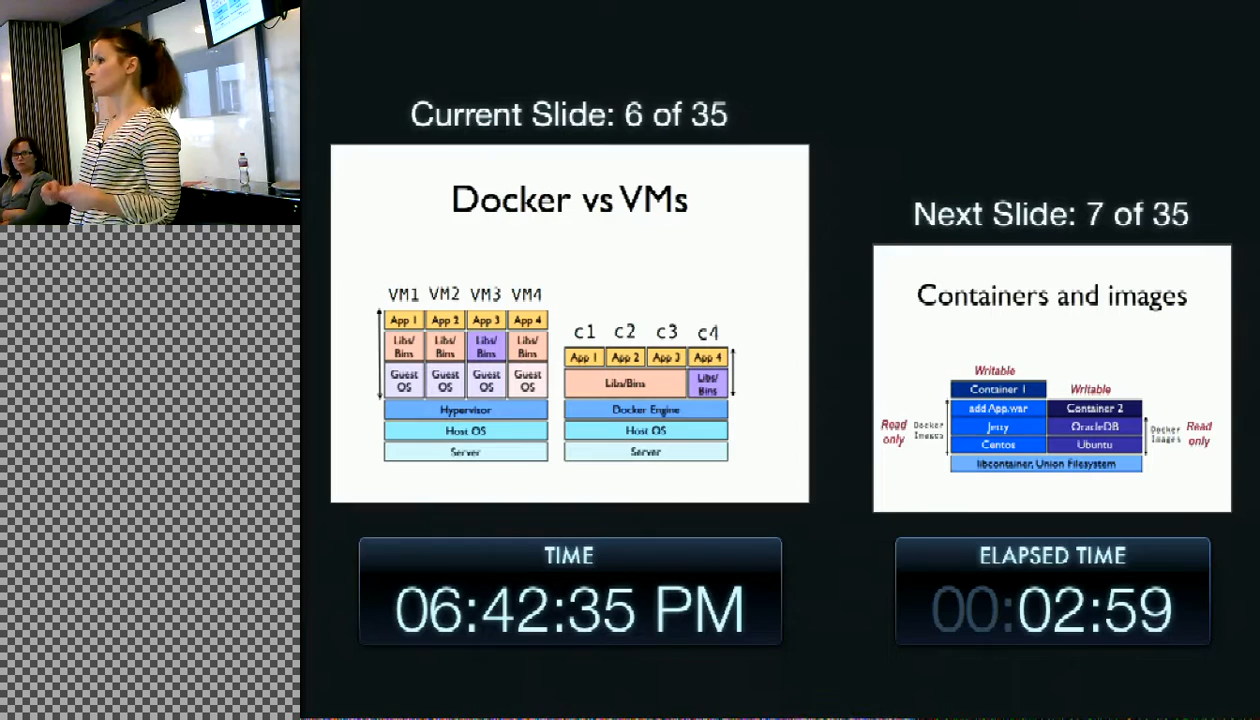 Current Slide: 6 of 35
Docker vs VMs
VM1 VM2 VM3 VM4
App 1 App 2 App 3 App 4
Libs/ Bins Libs/ Bins Libs/ Bins Libs/ Bins
Guest OS Guest OS Guest OS Guest OS
Hypervisor
Host OS
Server
c1 c2 c3 c4
App 1 App 2 App 3 App 4
Libs/Bins Libs/ Bins
Docker Engine
Host OS
Server
Next Slide: 7 of 35
Containers and images
Writable
Container 1 Writable
add App.war Container 2
Read only Docker Images Jetty OracleDB Docker Images Read only
Centos Ubuntu
libcontainer, Union Filesystem
TIME
06:42:35 PM
ELAPSED TIME
00:02:59